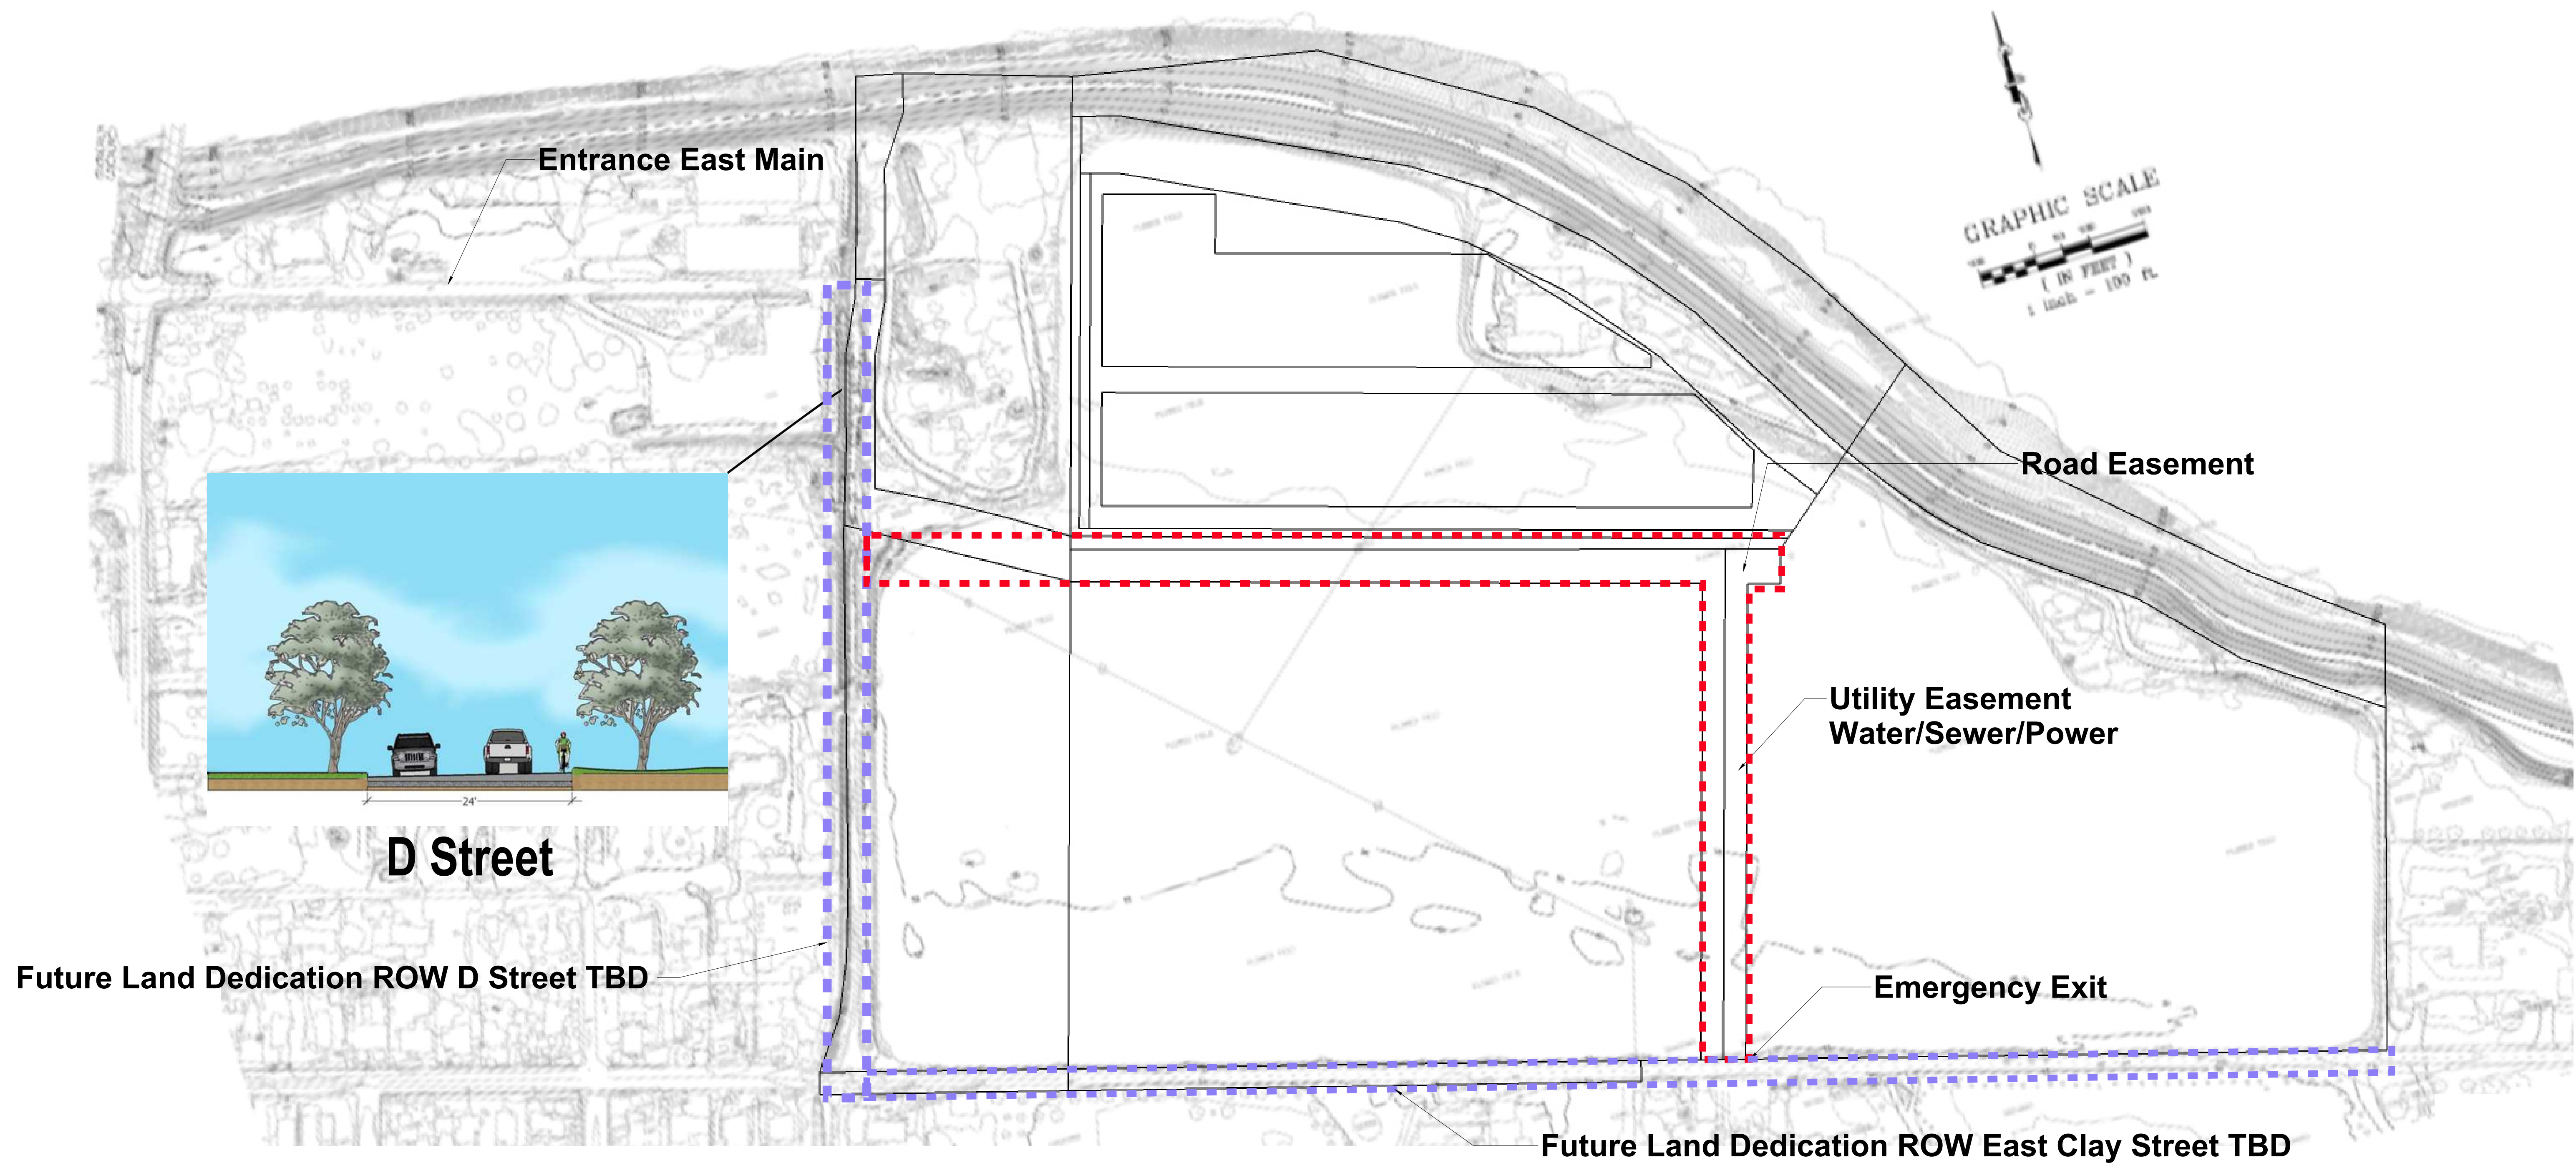 Entrance East Main
GRAPHIC SCALE
( IN FEET )
1 inch = 100 ft.
Road Easement
Utility Easement
Water/Sewer/Power
24'
D Street
Future Land Dedication ROW D Street TBD
Emergency Exit
Future Land Dedication ROW East Clay Street TBD